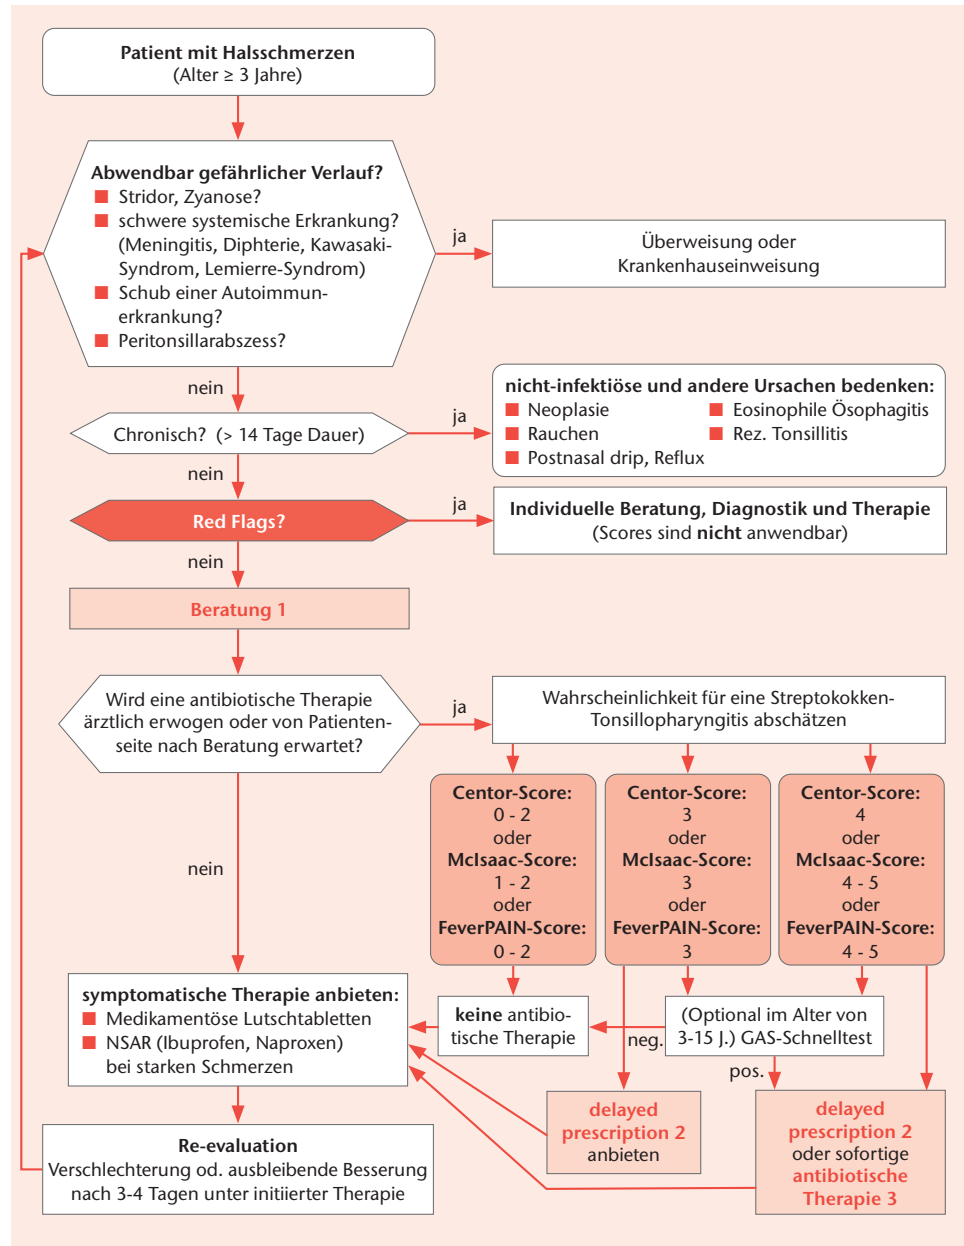 Patient mit Halsschmerzen
(Alter ≥ 3 Jahre)
Abwendbar gefährlicher Verlauf?
■ Stridor, Zyanose?
■ schwere systemische Erkrankung?
(Meningitis, Diphterie, Kawasaki-
Syndrom, Lemierre-Syndrom)
■ Schub einer Autoimmun-
erkrankung?
■ Peritonsillarabszess?
ja
Überweisung oder
Krankenhauseinweisung
nein
Chronisch? (> 14 Tage Dauer)
ja
nicht-infektiöse und andere Ursachen bedenken:
■ Neoplasie
■ Rauchen
■ Postnasal drip, Reflux
■ Eosinophile Ösophagitis
■ Rez. Tonsillitis
nein
Red Flags?
ja
Individuelle Beratung, Diagnostik und Therapie
(Scores sind nicht anwendbar)
nein
Beratung 1
Wird eine antibiotische Therapie
ärztlich erwogen oder von Patienten-
seite nach Beratung erwartet?
ja
Wahrscheinlichkeit für eine Streptokokken-
Tonsillopharyngitis abschätzen
Centor-Score:
0 - 2
oder
McIsaac-Score:
1 - 2
oder
FeverPAIN-Score:
0 - 2
Centor-Score:
3
oder
McIsaac-Score:
3
oder
FeverPAIN-Score:
3
Centor-Score:
4
oder
McIsaac-Score:
4 - 5
oder
FeverPAIN-Score:
4 - 5
nein
symptomatische Therapie anbieten:
■ Medikamentöse Lutschtabletten
■ NSAR (Ibuprofen, Naproxen)
bei starken Schmerzen
keine antibio-
tische Therapie
neg.
(Optional im Alter von
3-15 J.) GAS-Schnelltest
pos.
delayed
prescription 2
anbieten
delayed
prescription 2
oder sofortige
antibiotische
Therapie 3
Re-evaluation
Verschlechterung od. ausbleibende Besserung
nach 3-4 Tagen unter initiierter Therapie